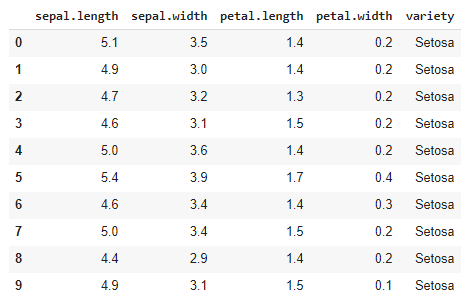 sepal.length sepal.width petal.length petal.width variety
0 5.1 3.5 1.4 0.2 Setosa
1 4.9 3.0 1.4 0.2 Setosa
2 4.7 3.2 1.3 0.2 Setosa
3 4.6 3.1 1.5 0.2 Setosa
4 5.0 3.6 1.4 0.2 Setosa
5 5.4 3.9 1.7 0.4 Setosa
6 4.6 3.4 1.4 0.3 Setosa
7 5.0 3.4 1.5 0.2 Setosa
8 4.4 2.9 1.4 0.2 Setosa
9 4.9 3.1 1.5 0.1 Setosa